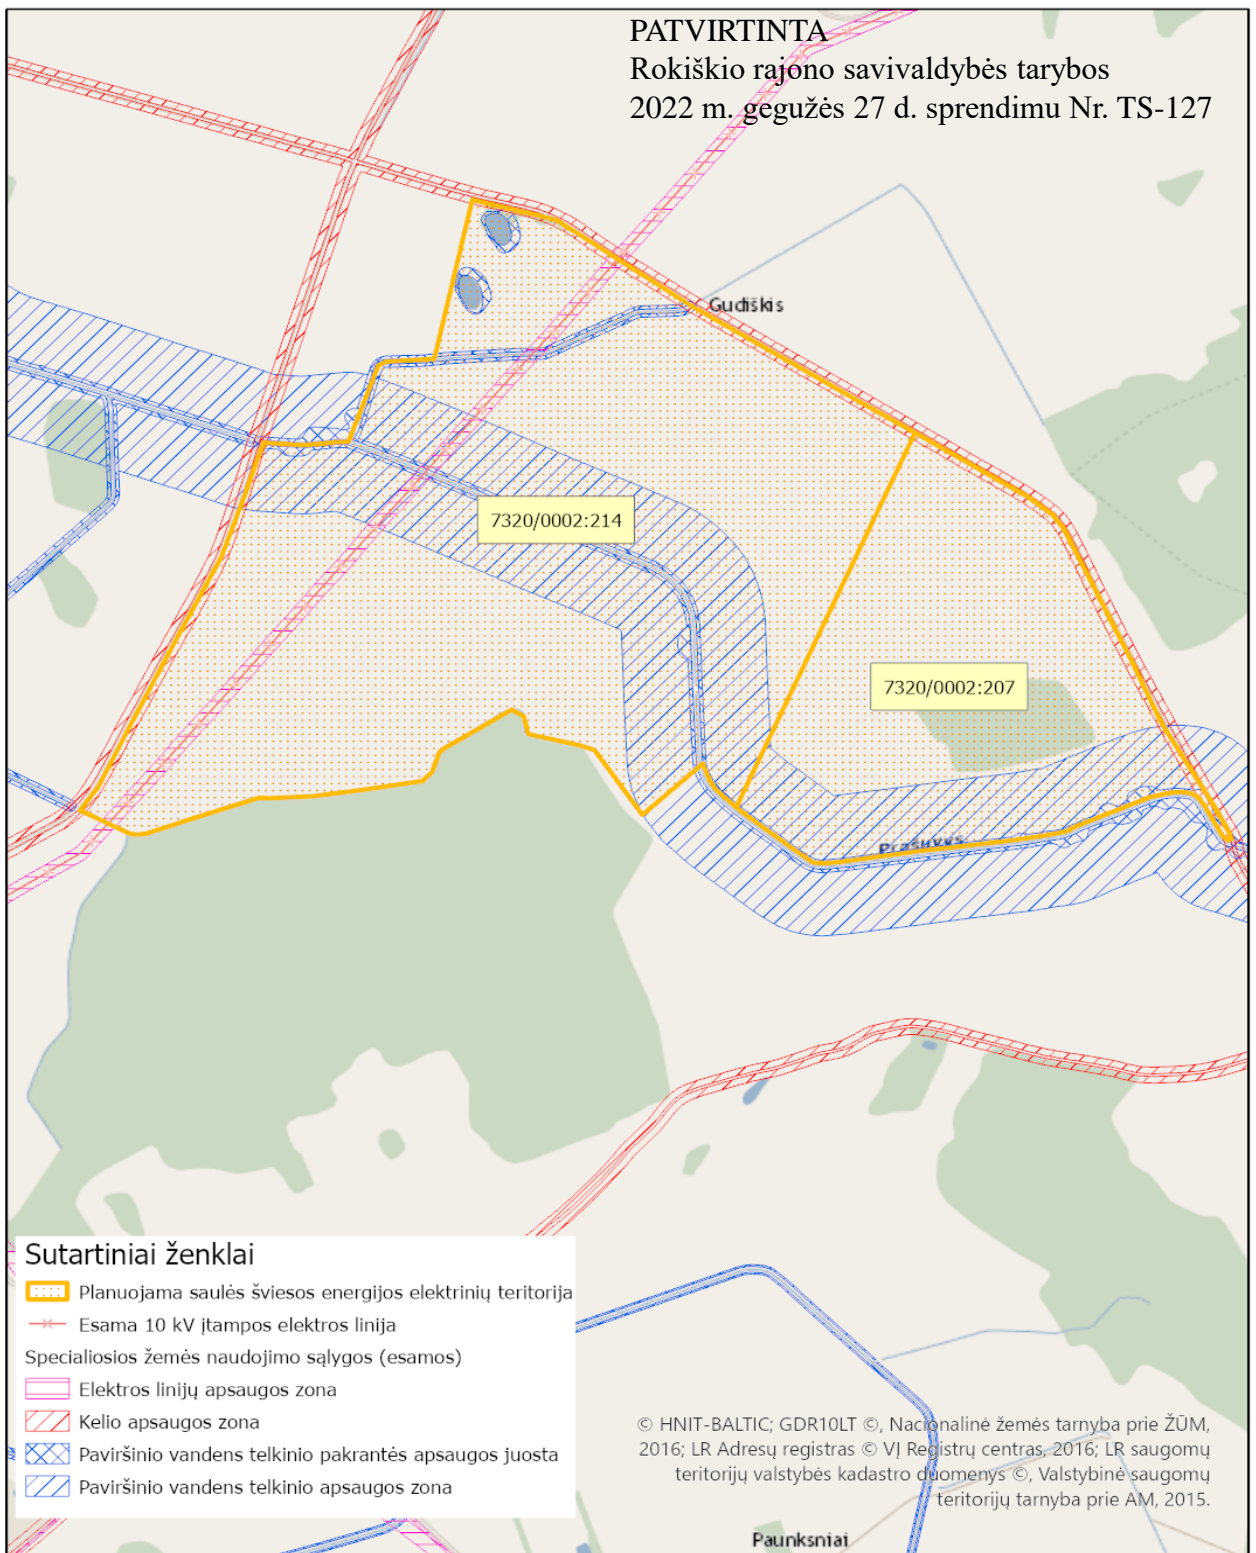 PATVIRTINTA
Rokiškio rajono savivaldybės tarybos
2022 m. gegužės 27 d. sprendimu Nr. TS-127
Gudiškis
7320/0002:214
7320/0002:207
Sutartiniai ženklai
Planuojama saulės šviesos energijos elektrinių teritorija
Esama 10 kV įtampos elektros linija
Specialiosios žemės naudojimo sąlygos (esamos)
Elektros linijų apsaugos zona
Kelio apsaugos zona
Paviršinio vandens telkinio pakrantės apsaugos juosta
Paviršinio vandens telkinio apsaugos zona
© HNIT-BALTIC; GDR10LT ©, Nacionalinė žemės tarnyba prie ŽŪM,
2016; LR Adresų registras © VĮ Registrų centras, 2016; LR saugomų
teritorijų valstybės kadastro duomenys ©, Valstybinė saugomų
teritorijų tarnyba prie AM, 2015.
Paunksniai